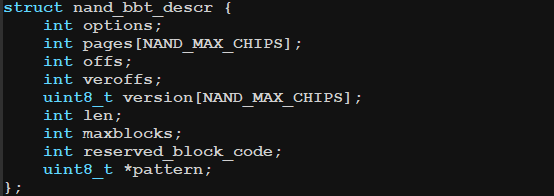 struct nand_bbt_descr {
    int options;
    int pages[NAND_MAX_CHIPS];
    int offs;
    int veroffs;
    uint8_t version[NAND_MAX_CHIPS];
    int len;
    int maxblocks;
    int reserved_block_code;
    uint8_t *pattern;
};